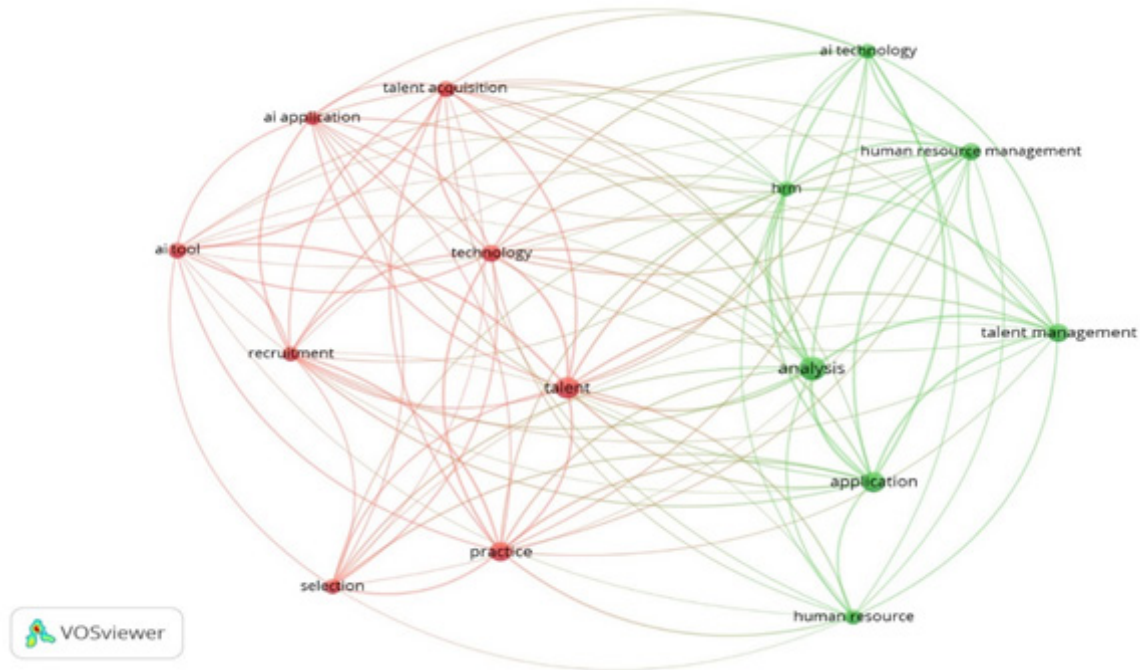 ai technology
talent acquisition
ai application
human resource management
hrm
ai tool
technology
talent management
recruitment
analysis
talent
application
practice
selection
human resource
VOSviewer